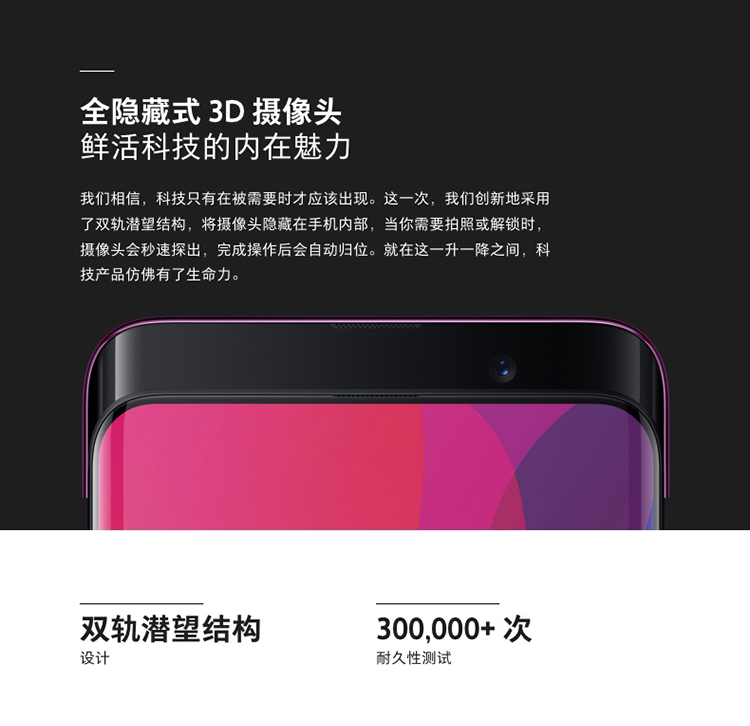 全隐藏式 3D 摄像头
鲜活科技的内在魅力
我们相信，科技只有在被需要时才应该出现。这一次，我们创新地采用
了双轨潜望结构，将摄像头隐藏在手机内部，当你需要拍照或解锁时，
摄像头会秒速探出，完成操作后会自动归位。就在这一升一降之间，科
技产品仿佛有了生命力。
双轨潜望结构
设计
300,000+ 次
耐久性测试